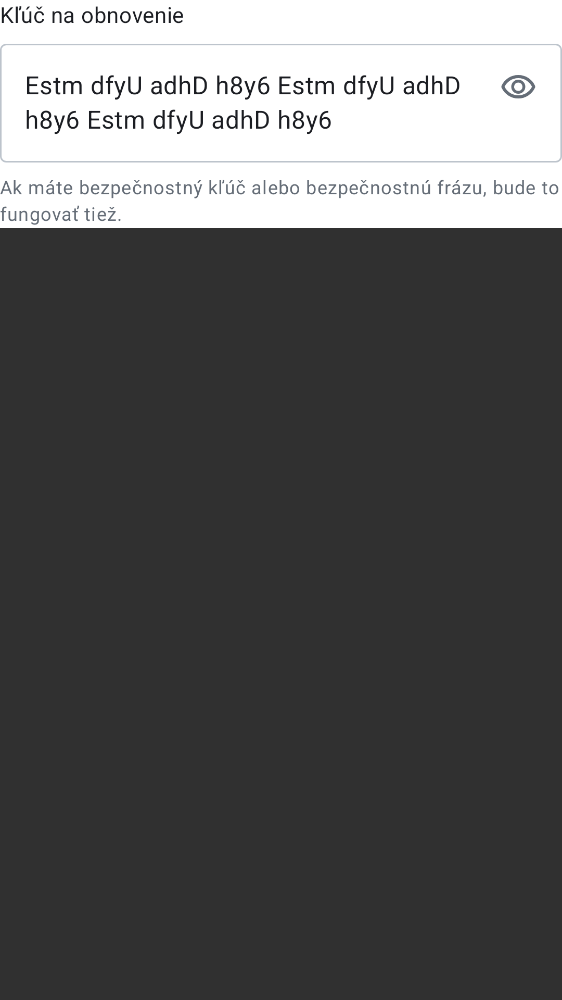 Kľúč na obnovenie
Estm dfyU adhD h8y6 Estm dfyU adhD
h8y6 Estm dfyU adhD h8y6
Ak máte bezpečnostný kľúč alebo bezpečnostnú frázu, bude to
fungovať tiež.